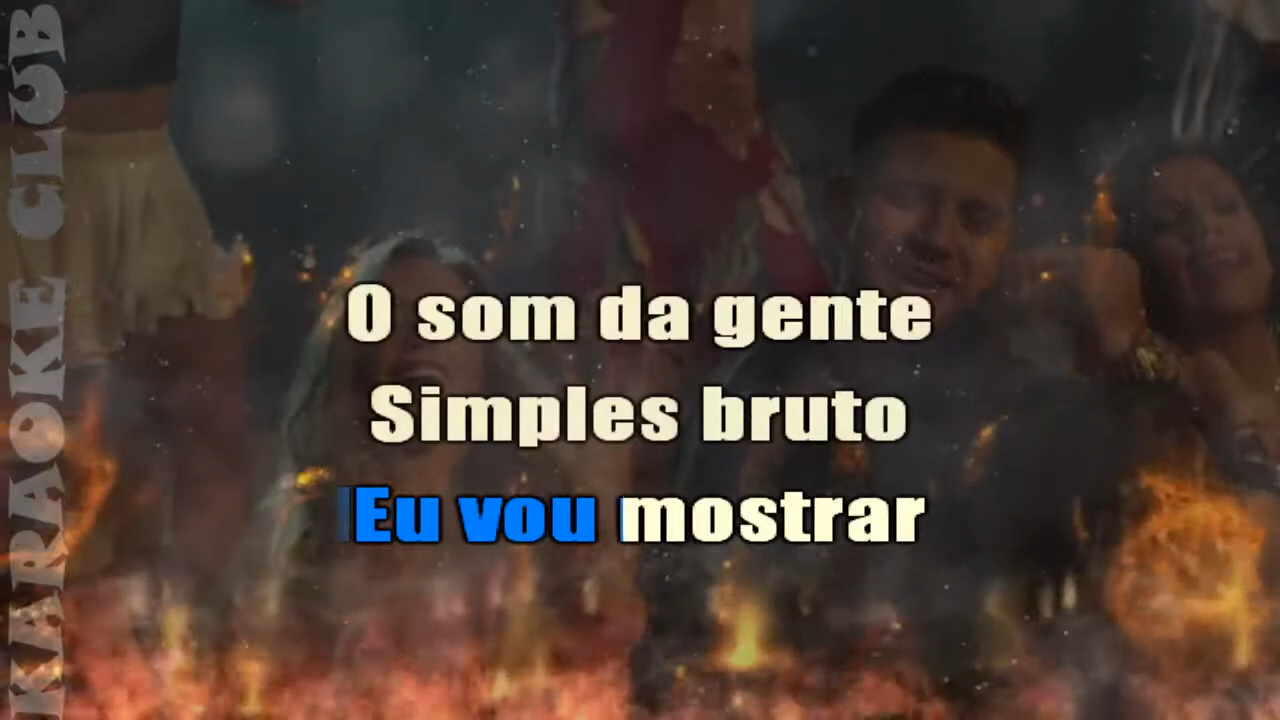 KARAOKE CLUB
O som da gente
Simples bruto
Eu vou mostrar